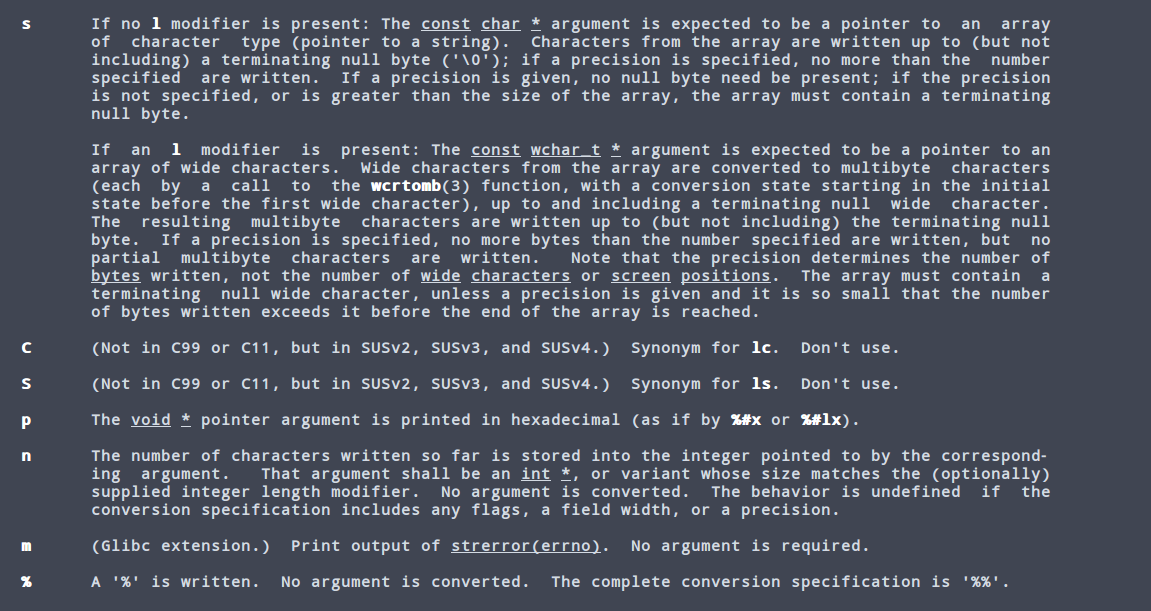 s If no l modifier is present: The const char * argument is expected to be a pointer to an array
of character type (pointer to a string). Characters from the array are written up to (but not
including) a terminating null byte ('\0'); if a precision is specified, no more than the number
specified are written. If a precision is given, no null byte need be present; if the precision
is not specified, or is greater than the size of the array, the array must contain a terminating
null byte.
If an l modifier is present: The const wchar_t * argument is expected to be a pointer to an
array of wide characters. Wide characters from the array are converted to multibyte characters
(each by a call to the wcrtomb(3) function, with a conversion state starting in the initial
state before the first wide character), up to and including a terminating null wide character.
The resulting multibyte characters are written up to (but not including) the terminating null
byte. If a precision is specified, no more bytes than the number specified are written, but no
partial multibyte characters are written. Note that the precision determines the number of
bytes written, not the number of wide characters or screen positions. The array must contain a
terminating null wide character, unless a precision is given and it is so small that the number
of bytes written exceeds it before the end of the array is reached.
C (Not in C99 or C11, but in SUSv2, SUSv3, and SUSv4.) Synonym for lc. Don't use.
S (Not in C99 or C11, but in SUSv2, SUSv3, and SUSv4.) Synonym for ls. Don't use.
p The void * pointer argument is printed in hexadecimal (as if by %#x or %#lx).
n The number of characters written so far is stored into the integer pointed to by the correspond-
ing argument. That argument shall be an int *, or variant whose size matches the (optionally)
supplied integer length modifier. No argument is converted. The behavior is undefined if the
conversion specification includes any flags, a field width, or a precision.
m (Glibc extension.) Print output of strerror(errno). No argument is required.
% A '%' is written. No argument is converted. The complete conversion specification is '%%'.